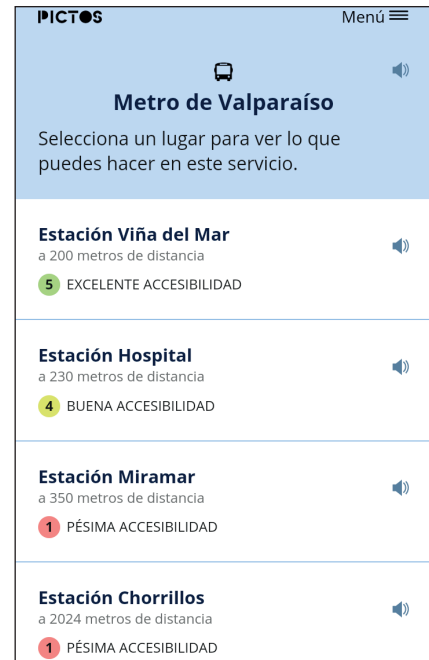 PICTOS
Menú
Metro de Valparaíso
Selecciona un lugar para ver lo que
puedes hacer en este servicio.
Estación Viña del Mar
a 200 metros de distancia
5 EXCELENTE ACCESIBILIDAD
Estación Hospital
a 230 metros de distancia
4 BUENA ACCESIBILIDAD
Estación Miramar
a 350 metros de distancia
1 PÉSIMA ACCESIBILIDAD
Estación Chorrillos
a 2024 metros de distancia
1 PÉSIMA ACCESIBILIDAD